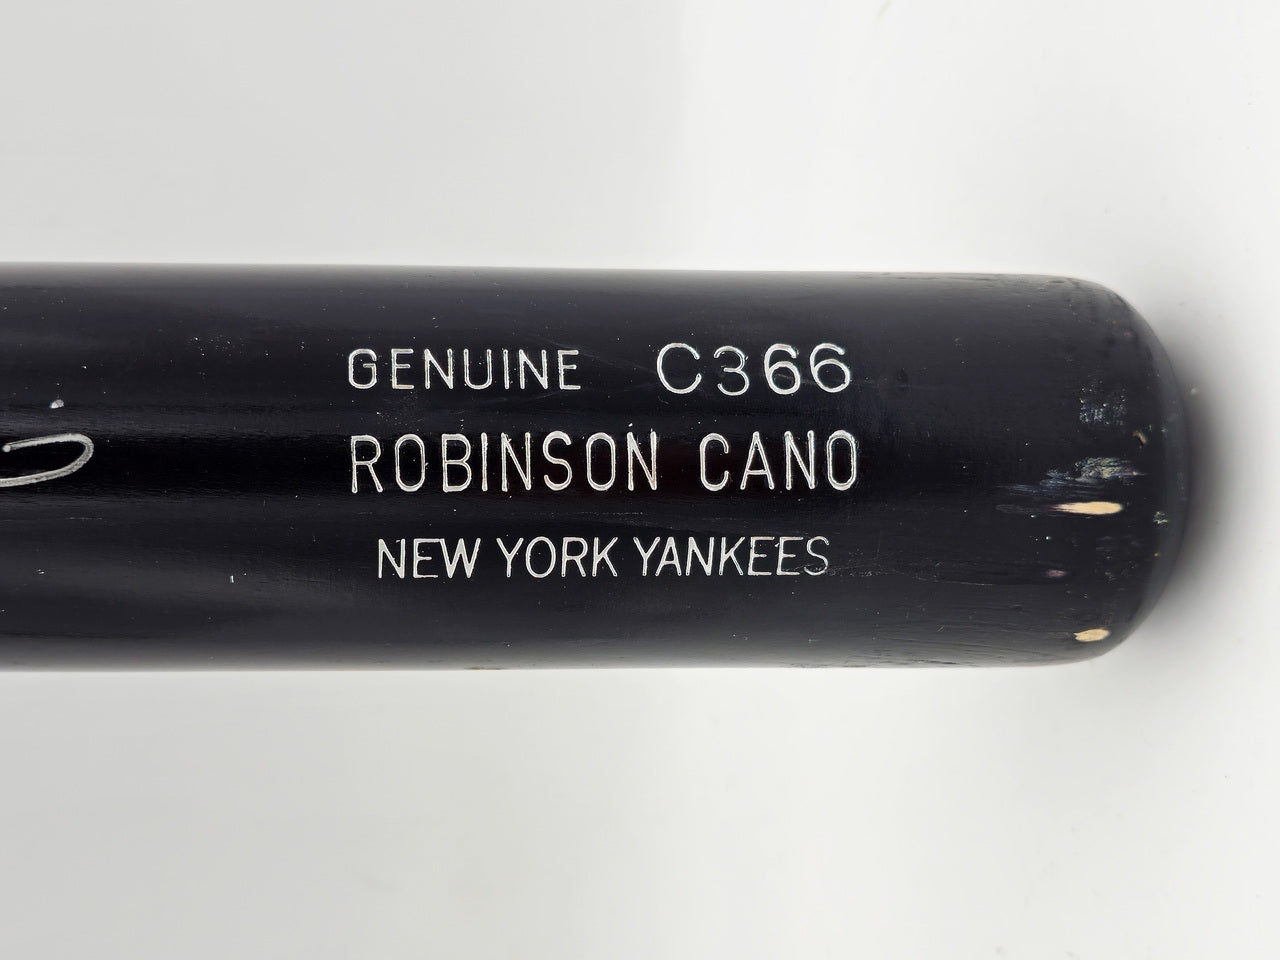 GENUINE C366
ROBINSON CANO
NEW YORK YANKEES